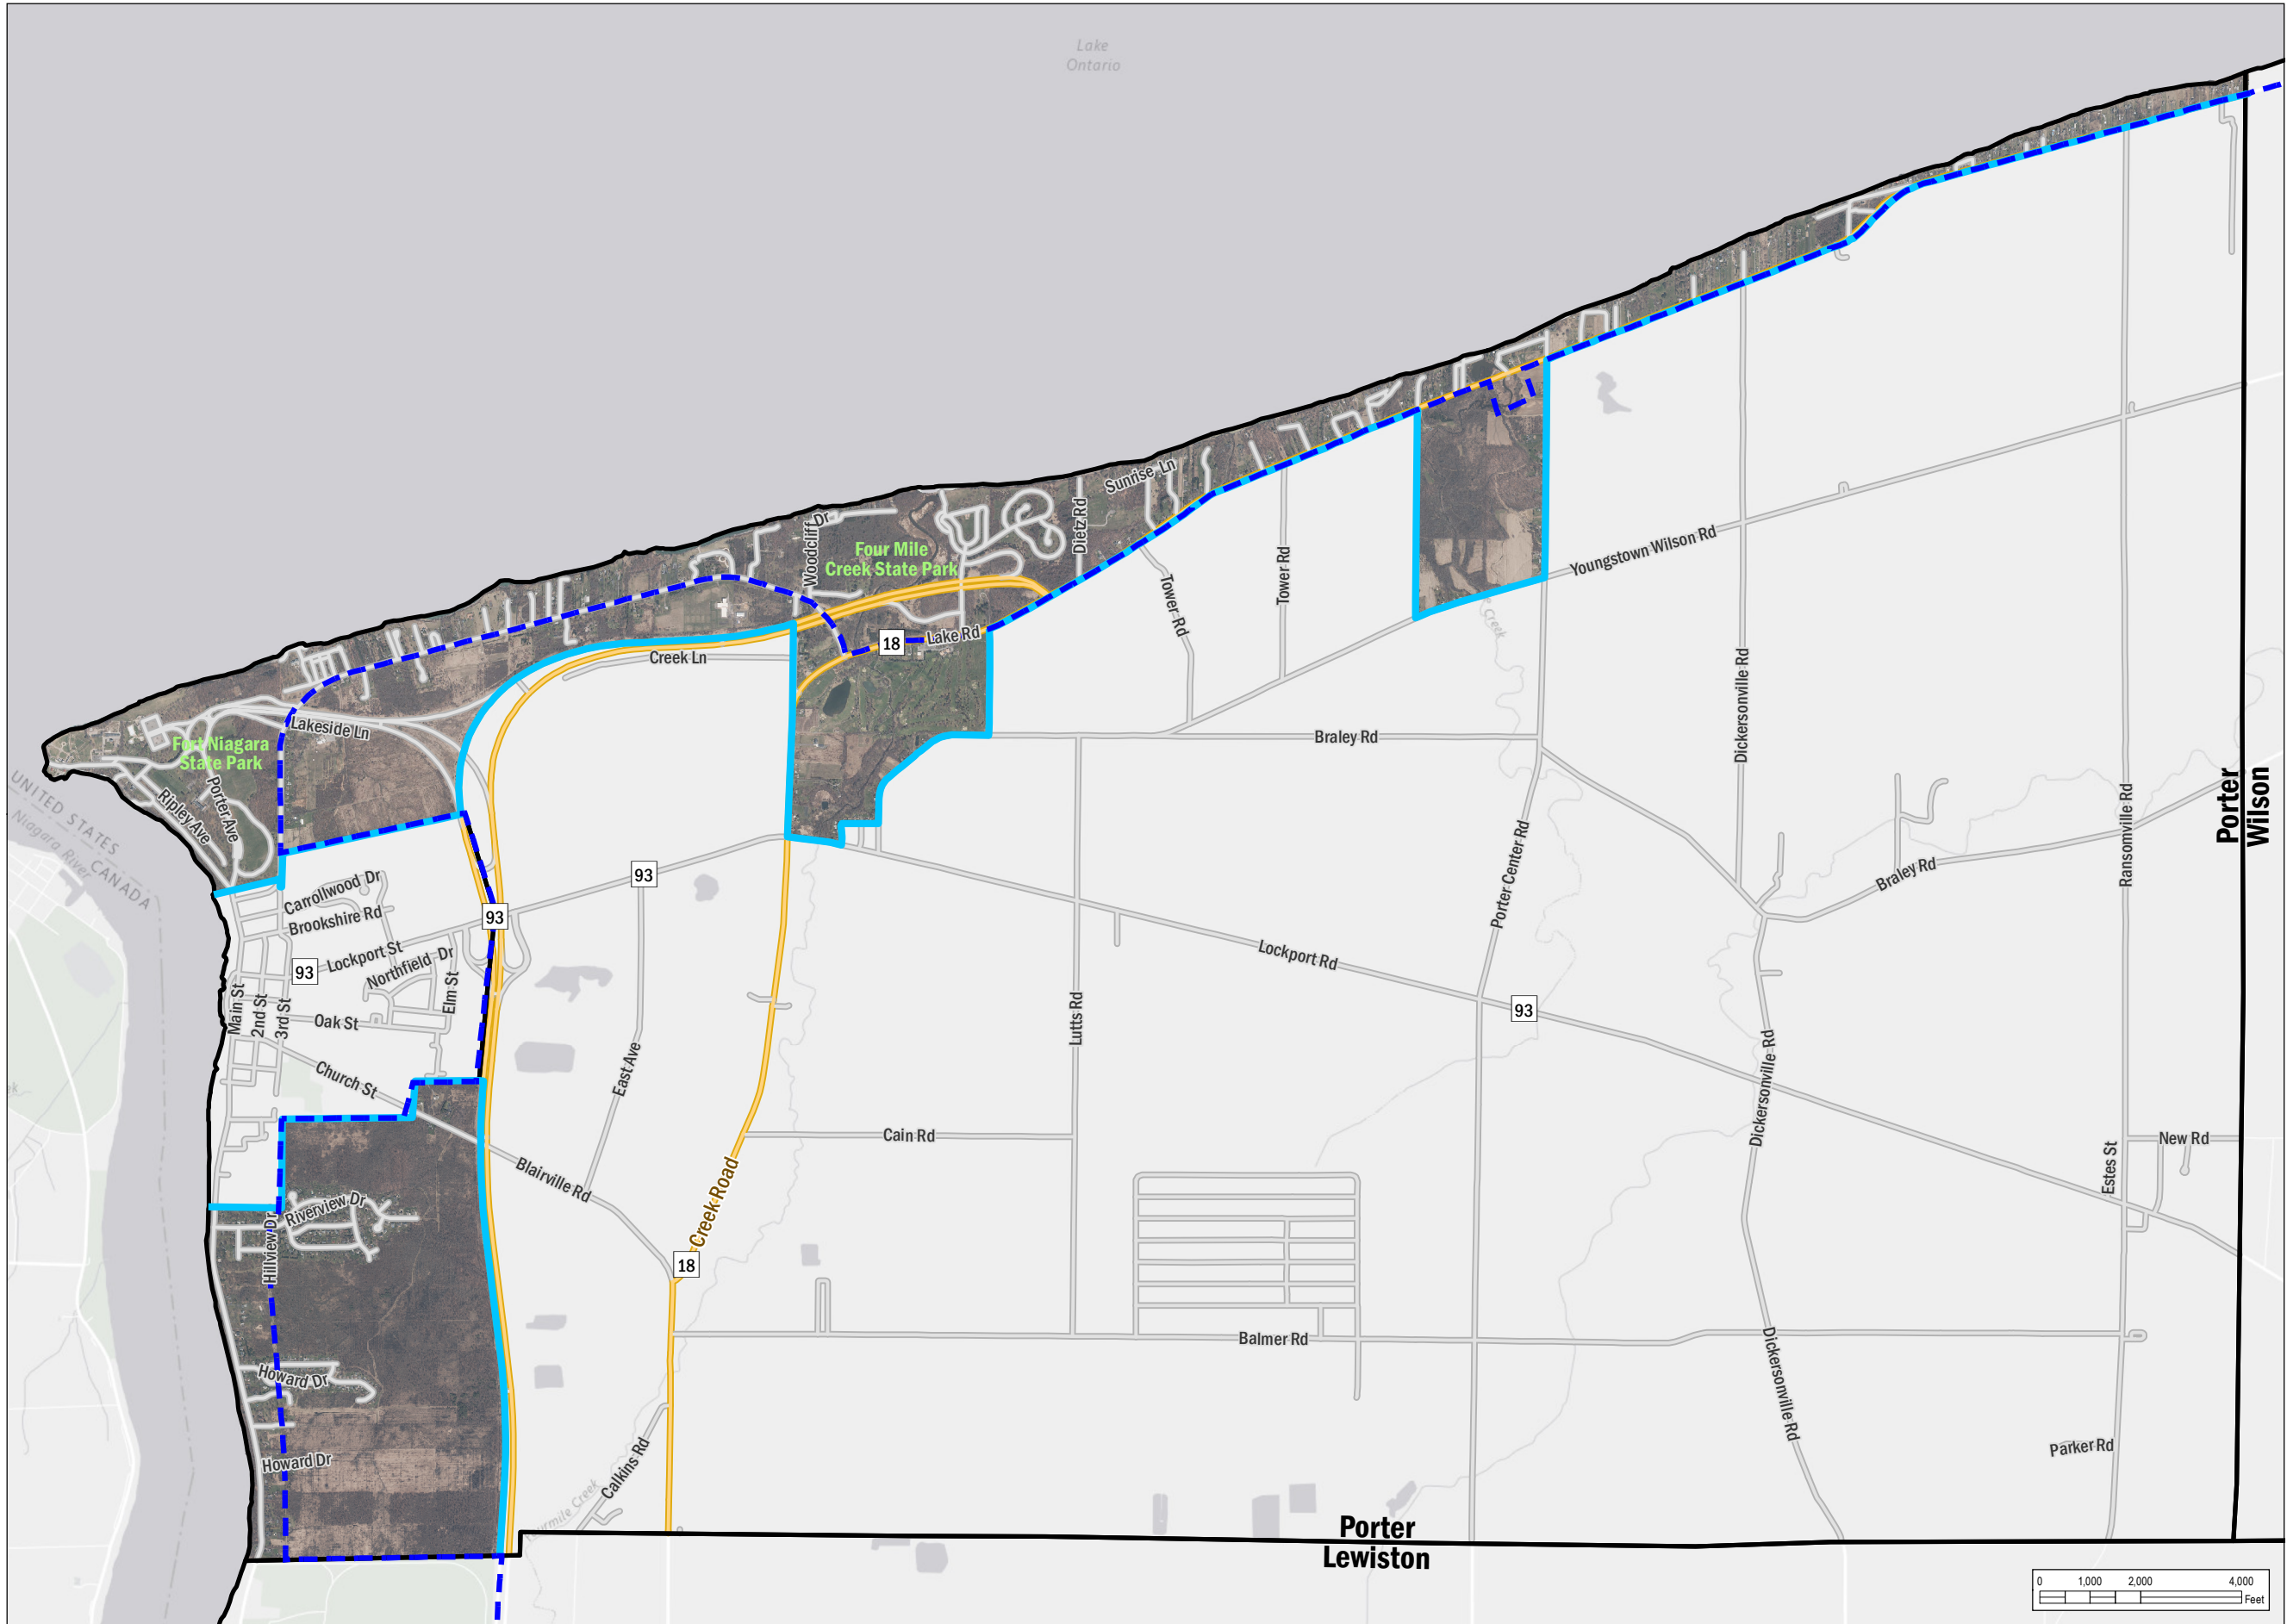 Lake
Ontario
Sunrise Ln
Woodcliff Dr
Dietz Rd
Four Mile
Creek State Park
18
Lake Rd
Creek Ln
Tower Rd
Tower Rd
Youngstown Wilson Rd
Dickersonville Rd
Lakeside Ln
Fort Niagara
State Park
Porter Ave
Ripley Ave
UNITED STATES
CANADA
Niagara River
Braley Rd
Porter
Wilson
Ransomville Rd
Braley Rd
Porter Center Rd
93
Carrollwood Dr
Brookshire Rd
93
Lockport St
93
Northfield Dr
Elm St
Main St
2nd St
3rd St
Oak St
Lockport Rd
93
Lutts Rd
East Ave
Church St
Dickersonville Rd
Cain Rd
New Rd
Estes St
Blairville Rd
Riverview Dr
Hillview Dr
Creek Road
18
Balmer Rd
Howard Dr
Dickersonville Rd
Howard Dr
Calkins Rd
Parker Rd
Porter
Lewiston
0 1,000 2,000 4,000
Feet